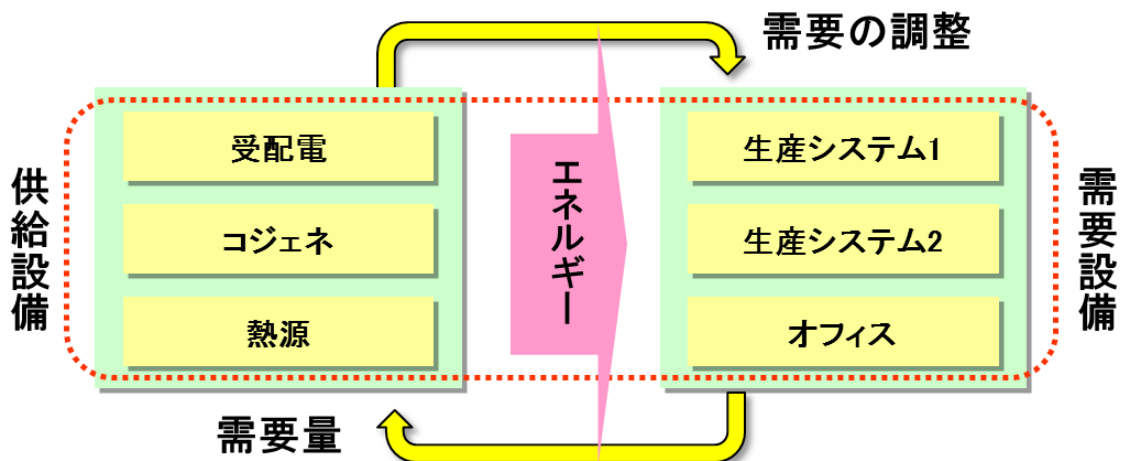 需要の調整
供給設備
受配電
コジェネ
熱源
エネルギー
生産システム1
生産システム2
オフィス
需要設備
需要量